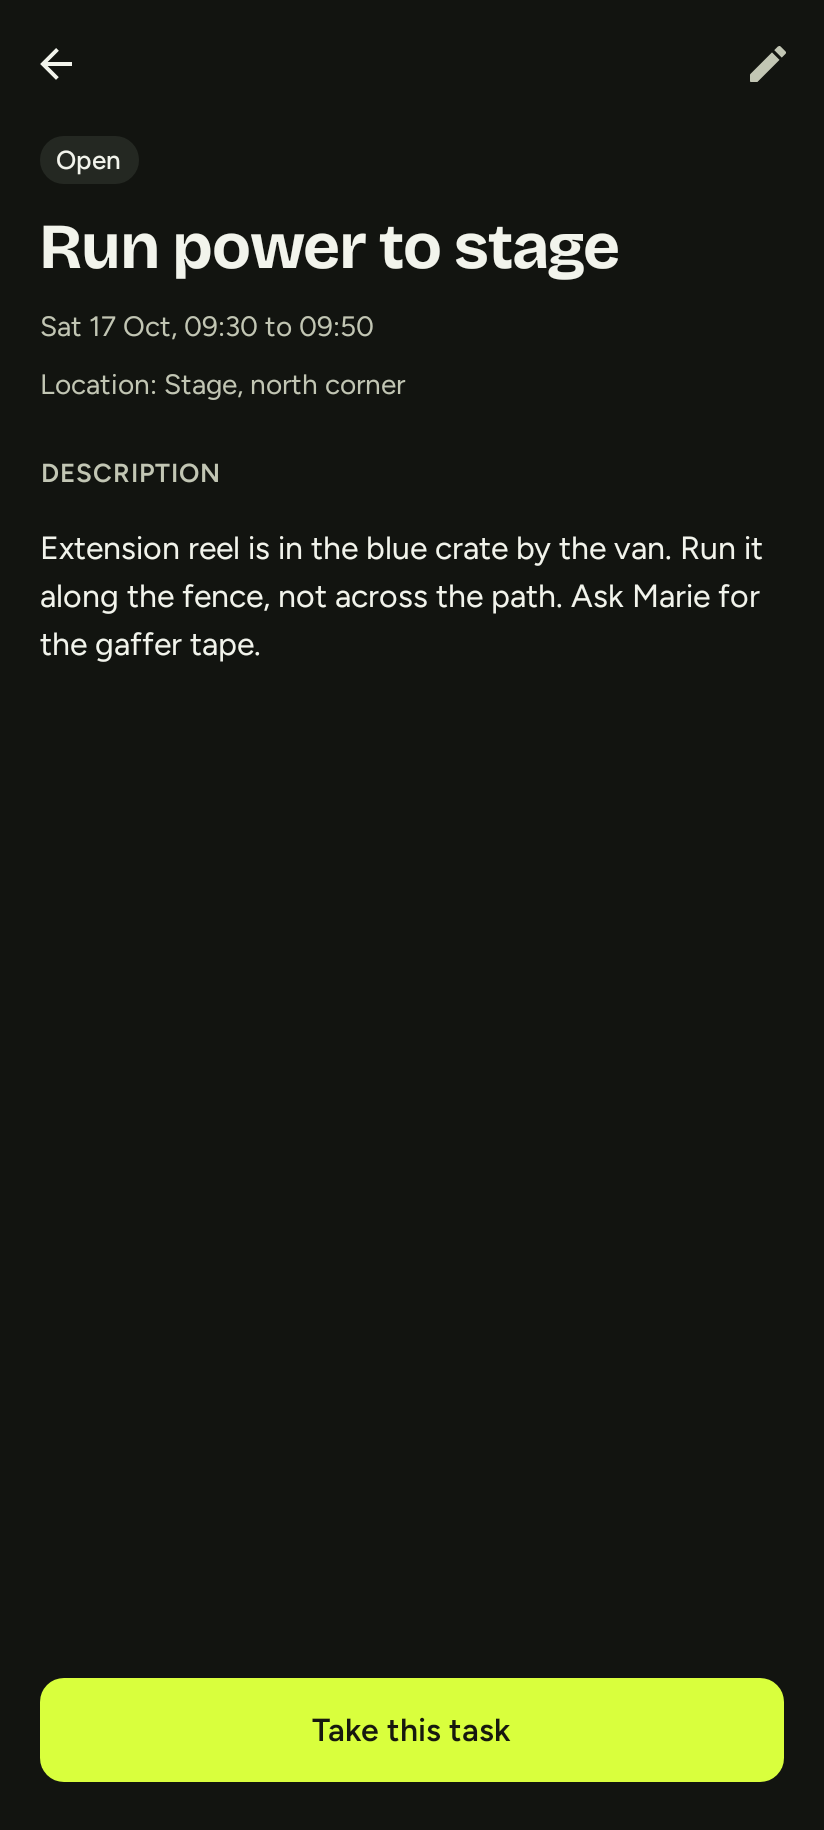 Open
Run power to stage
Sat 17 Oct, 09:30 to 09:50
Location: Stage, north corner
DESCRIPTION
Extension reel is in the blue crate by the van. Run it
along the fence, not across the path. Ask Marie for
the gaffer tape.
Take this task